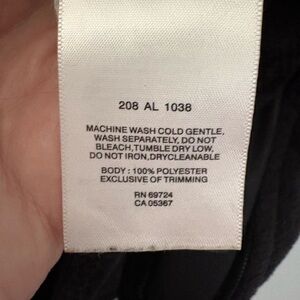 208 AL 1038
MACHINE WASH COLD GENTLE,
WASH SEPARATELY, DO NOT
BLEACH,TUMBLE DRY LOW,
DO NOT IRON,DRYCLEANABLE
BODY : 100% POLYESTER
EXCLUSIVE OF TRIMMING
RN 69724
CA 05367